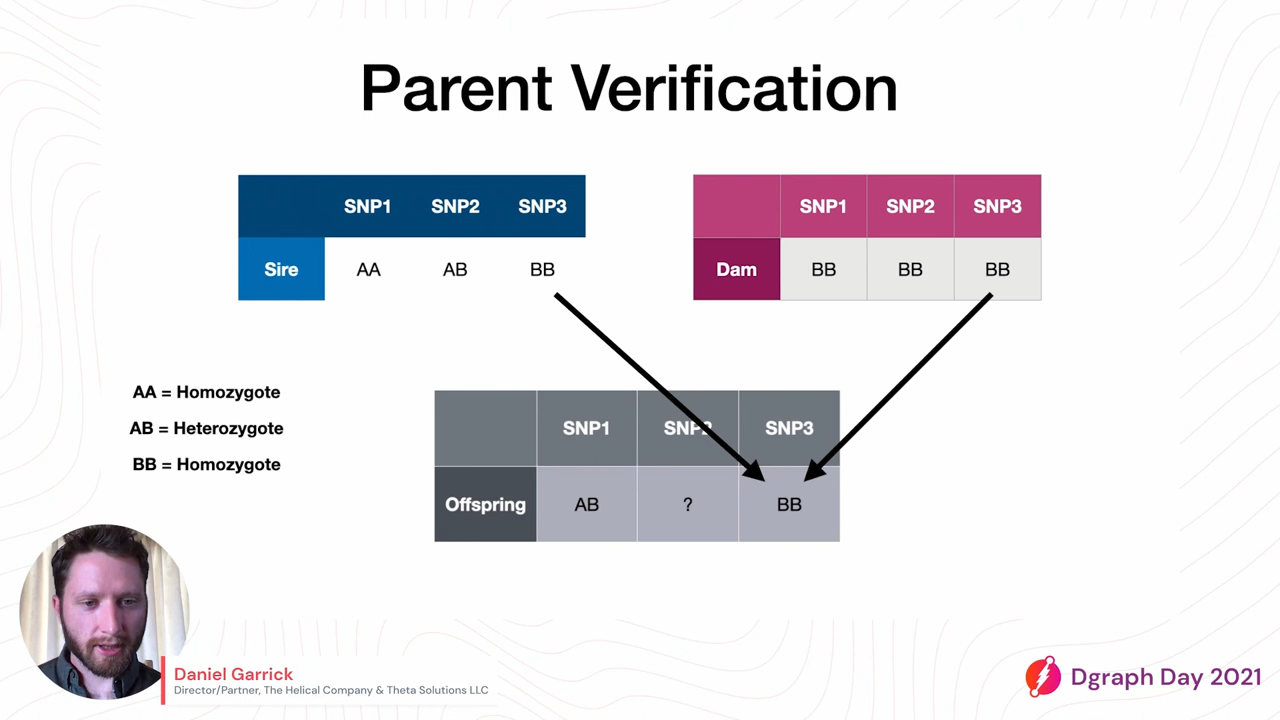 Parent Verification
SNP1 SNP2 SNP3
Sire AA AB BB
SNP1 SNP2 SNP3
Dam BB BB BB
AA = Homozygote
AB = Heterozygote
BB = Homozygote
SNP1 SNP2 SNP3
Offspring AB ? BB
Daniel Garrick
Director/Partner, The Helical Company & Theta Solutions LLC
Dgraph Day 2021